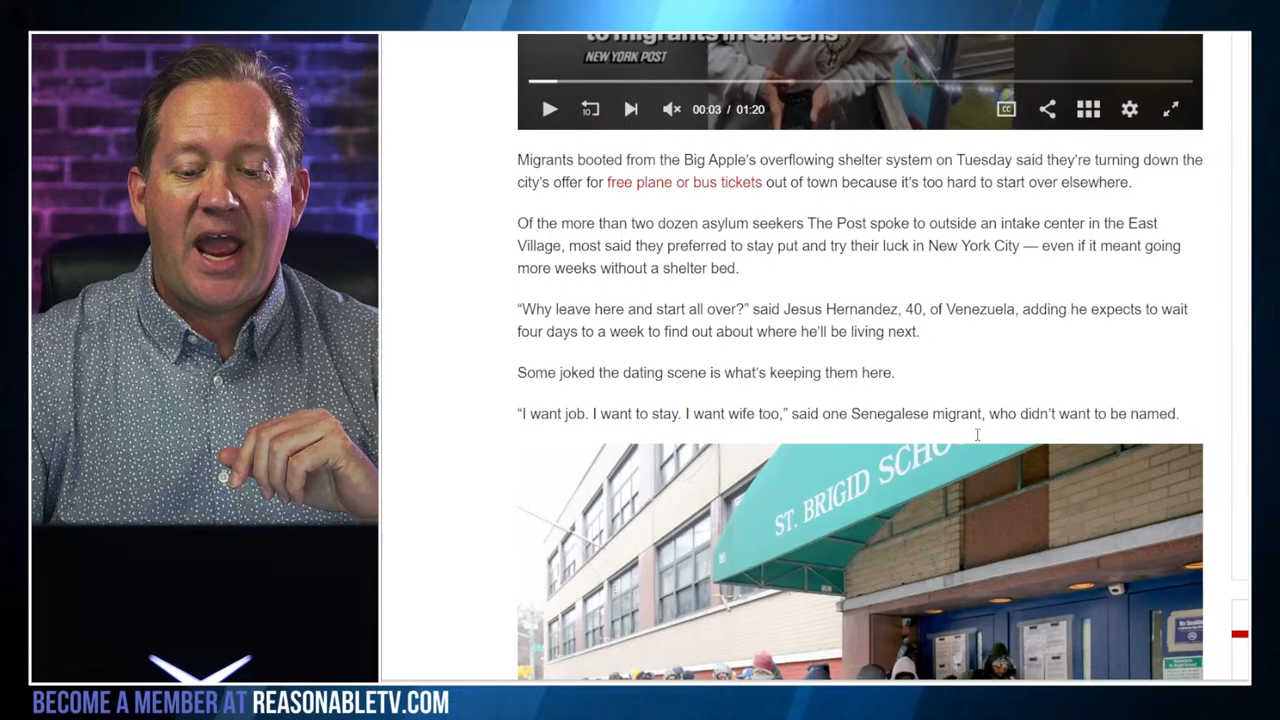 to migrants in Queens
NEW YORK POST
10
00:03 / 01:20
CC
Migrants booted from the Big Apple's overflowing shelter system on Tuesday said they're turning down the
city's offer for free plane or bus tickets out of town because it's too hard to start over elsewhere.
Of the more than two dozen asylum seekers The Post spoke to outside an intake center in the East
Village, most said they preferred to stay put and try their luck in New York City — even if it meant going
more weeks without a shelter bed.
“Why leave here and start all over?” said Jesus Hernandez, 40, of Venezuela, adding he expects to wait
four days to a week to find out about where he'll be living next.
Some joked the dating scene is what's keeping them here.
“I want job. I want to stay. I want wife too,” said one Senegalese migrant, who didn't want to be named.
ST. BRIGID SCHO
BECOME A MEMBER AT REASONABLETV.COM